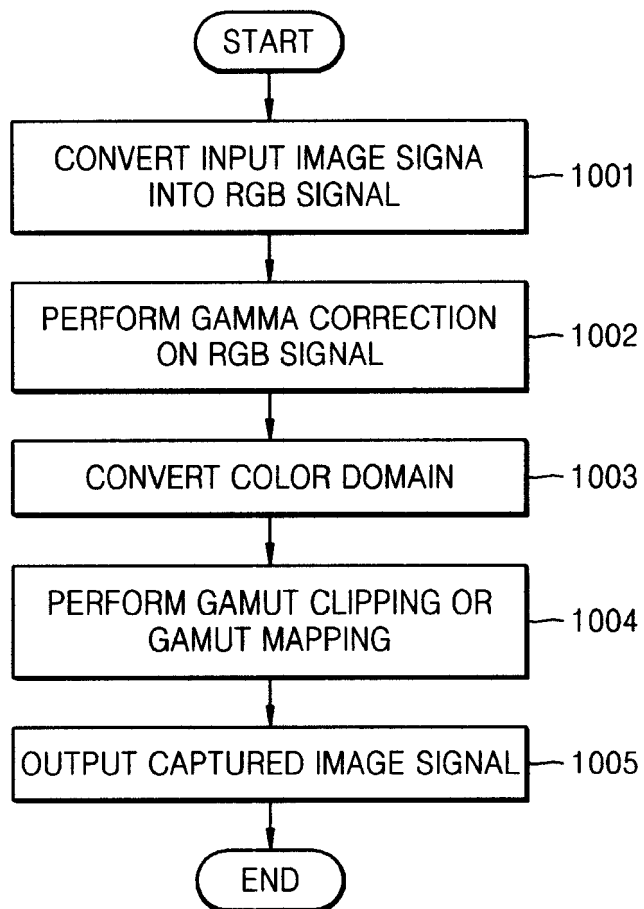 START
CONVERT INPUT IMAGE SIGNA
INTO RGB SIGNAL
1001
PERFORM GAMMA CORRECTION
ON RGB SIGNAL
1002
CONVERT COLOR DOMAIN
1003
PERFORM GAMUT CLIPPING OR
GAMUT MAPPING
1004
OUTPUT CAPTURED IMAGE SIGNAL
1005
END